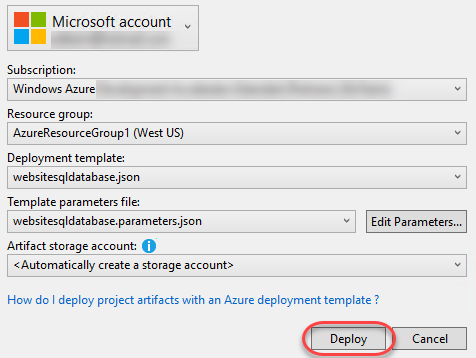 Microsoft account
Subscription:
Windows Azure
Resource group:
AzureResourceGroup1 (West US)
Deployment template:
websitesqldatabase.json
Template parameters file:
websitesqldatabase.parameters.json
Edit Parameters...
Artifact storage account:
<Automatically create a storage account>
How do I deploy project artifacts with an Azure deployment template ?
Deploy
Cancel